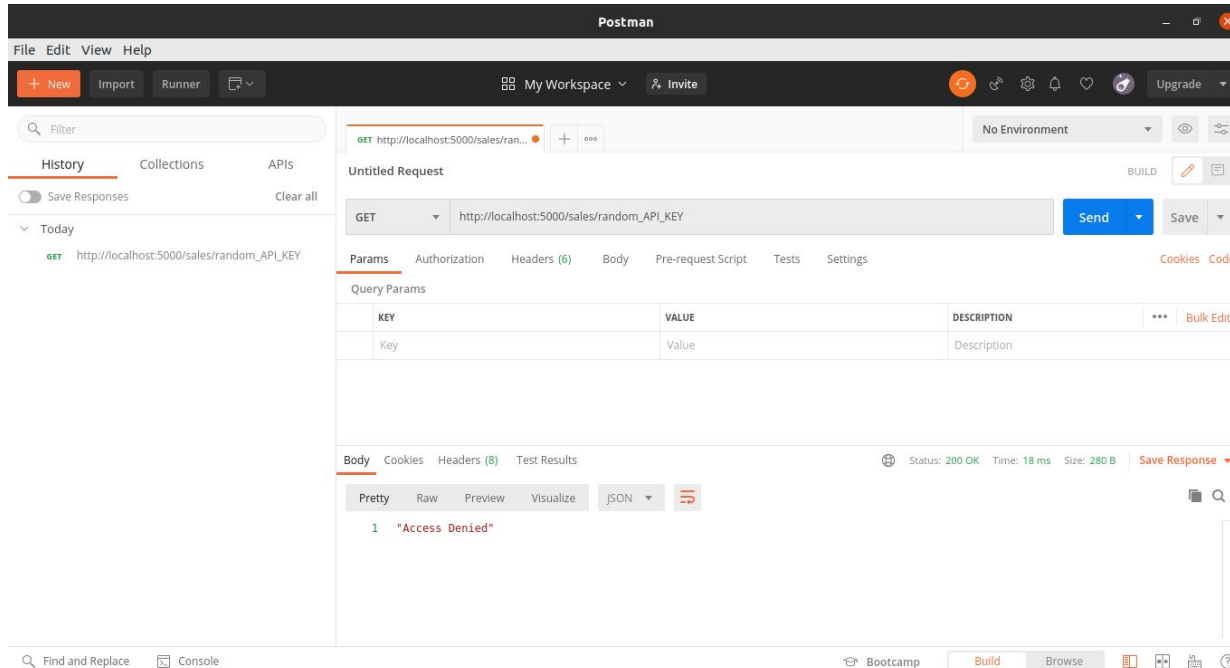 Postman
File Edit View Help
+ New Import Runner My Workspace Invite Upgrade
Filter
History Collections APIs
Save Responses Clear all
Today
GET http://localhost:5000/sales/random_API_KEY
GET http://localhost:5000/sales/ran... + ooo No Environment
Untitled Request BUILD
GET http://localhost:5000/sales/random_API_KEY Send Save
Params Authorization Headers (6) Body Pre-request Script Tests Settings Cookies Code
Query Params
KEY VALUE DESCRIPTION ••• Bulk Edit
Key Value Description
Body Cookies Headers (8) Test Results Status: 200 OK Time: 18 ms Size: 280 B Save Response
Pretty Raw Preview Visualize JSON
1 "Access Denied"
Find and Replace Console Bootcamp Build Browse